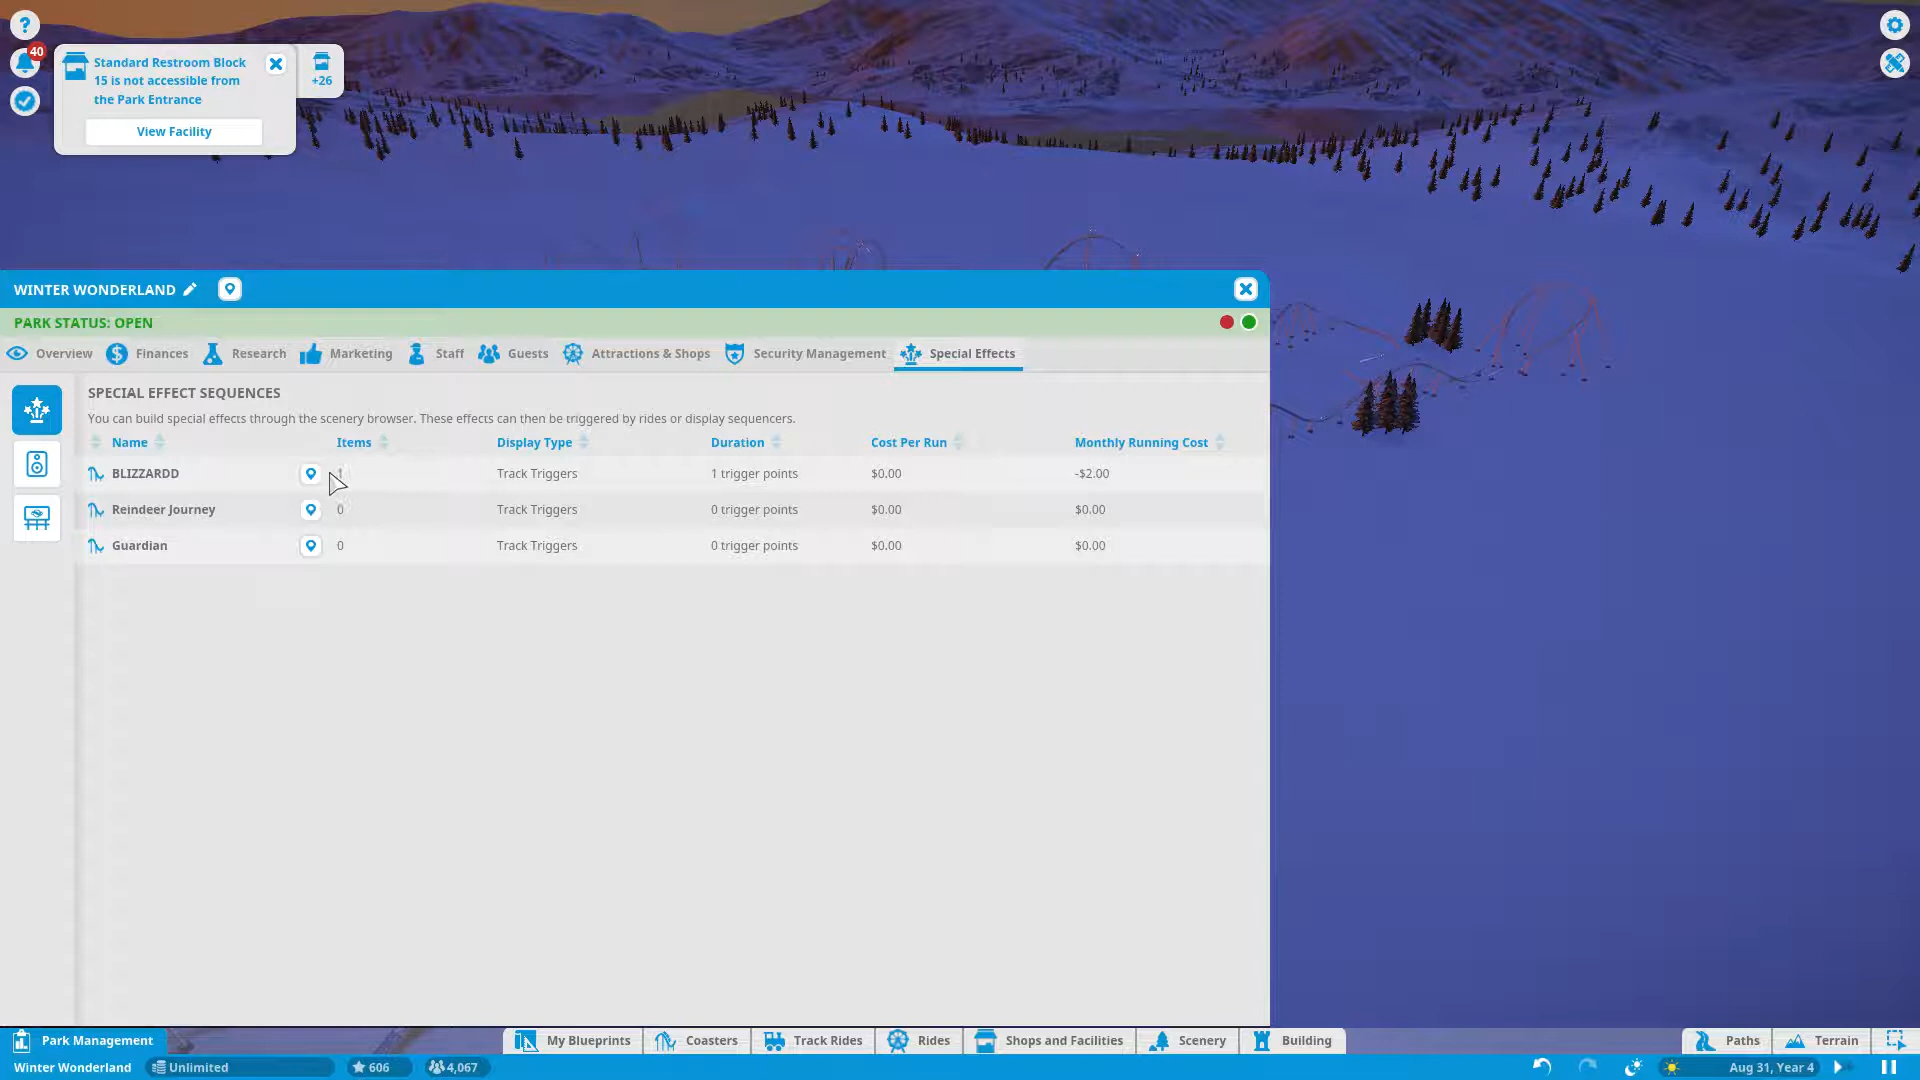 ?
40
Standard Restroom Block
15 is not accessible from
the Park Entrance
View Facility
+26
WINTER WONDERLAND
PARK STATUS: OPEN
Overview Finances Research Marketing Staff Guests Attractions & Shops Security Management Special Effects
SPECIAL EFFECT SEQUENCES
You can build special effects through the scenery browser. These effects can then be triggered by rides or display sequencers.
Name Items Display Type Duration Cost Per Run Monthly Running Cost
BLIZZARDD 1 Track Triggers 1 trigger points $0.00 -$2.00
Reindeer Journey 0 Track Triggers 0 trigger points $0.00 $0.00
Guardian 0 Track Triggers 0 trigger points $0.00 $0.00
Park Management My Blueprints Coasters Track Rides Rides Shops and Facilities Scenery Building Paths Terrain
Winter Wonderland Unlimited 606 4,067 Aug 31, Year 4